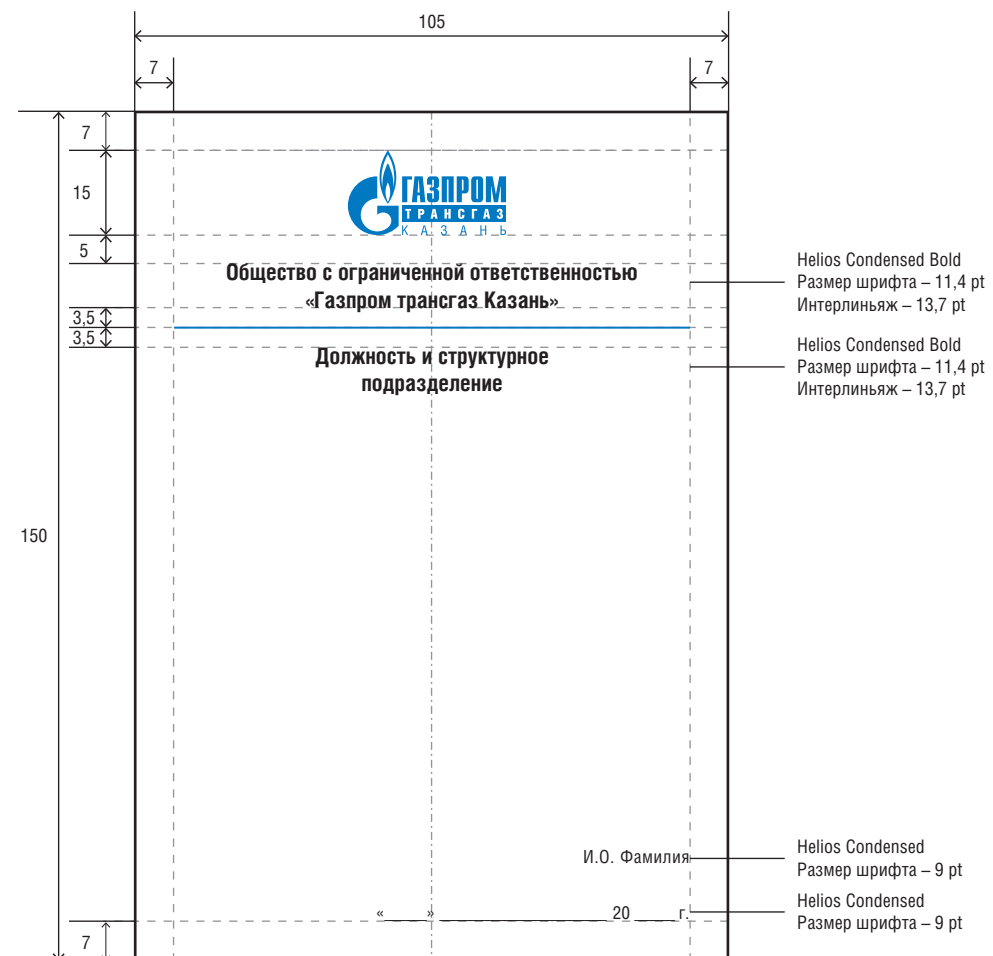 105
7
7
7
15
ГАЗПРОМ
ТРАНСГАЗ
КАЗАНЬ
5
Общество с ограниченной ответственностью
«Газпром трансгаз Казань»
Helios Condensed Bold
Размер шрифта – 11,4 pt
Интерлиньяж – 13,7 pt
3,5
3,5
Должность и структурное
подразделение
Helios Condensed Bold
Размер шрифта – 11,4 pt
Интерлиньяж – 13,7 pt
150
И.О. Фамилия
Helios Condensed
Размер шрифта – 9 pt
«______» ____________________ 20 ______ г.
Helios Condensed
Размер шрифта – 9 pt
7